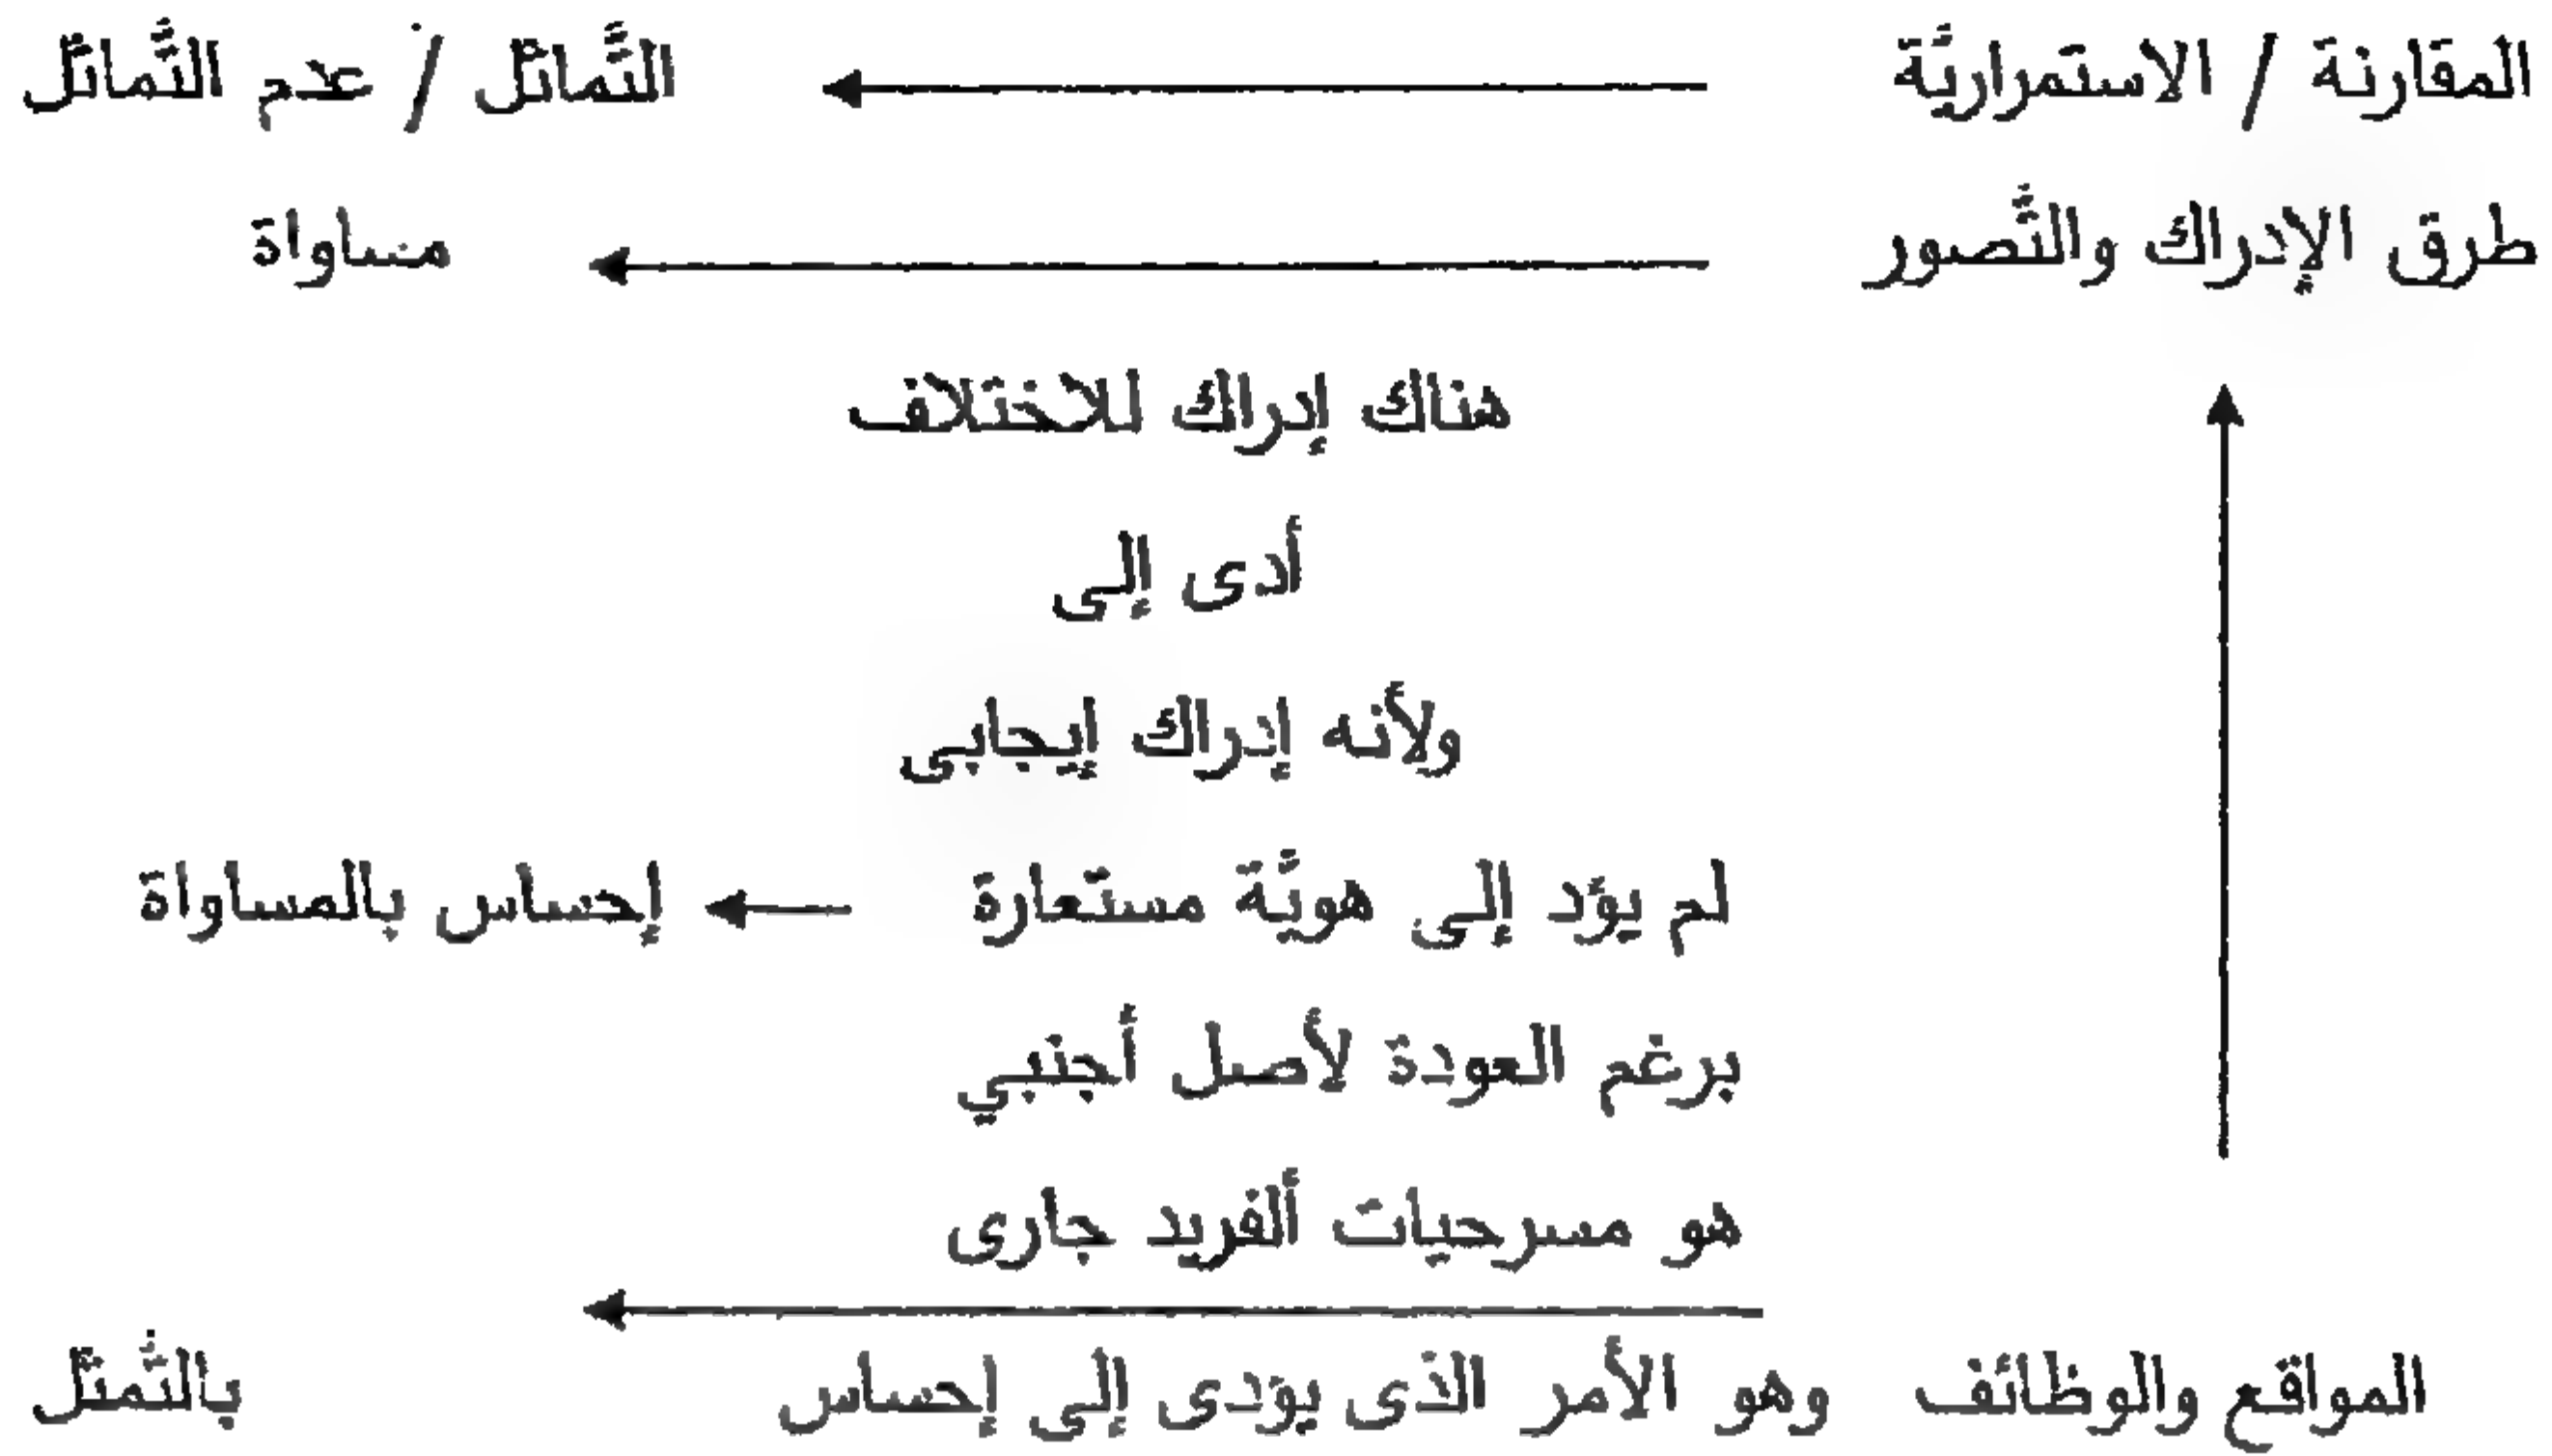 المقارنة / الاستمراريَّة التَّماثل / عدم التَّماثل
طرق الإدراك والتَّصور مساواة
هناك إدراك للاختلاف
أدى إلى
ولأنه إدراك إيجابى
لم يؤد إلى هويَّة مستعارة إحساس بالمساواة
برغم العودة لأصل أجنبي
هو مسرحيات ألفريد جارى
المواقع والوظائف وهو الأمر الذى يؤدى إلى إحساس بالتَّمثل